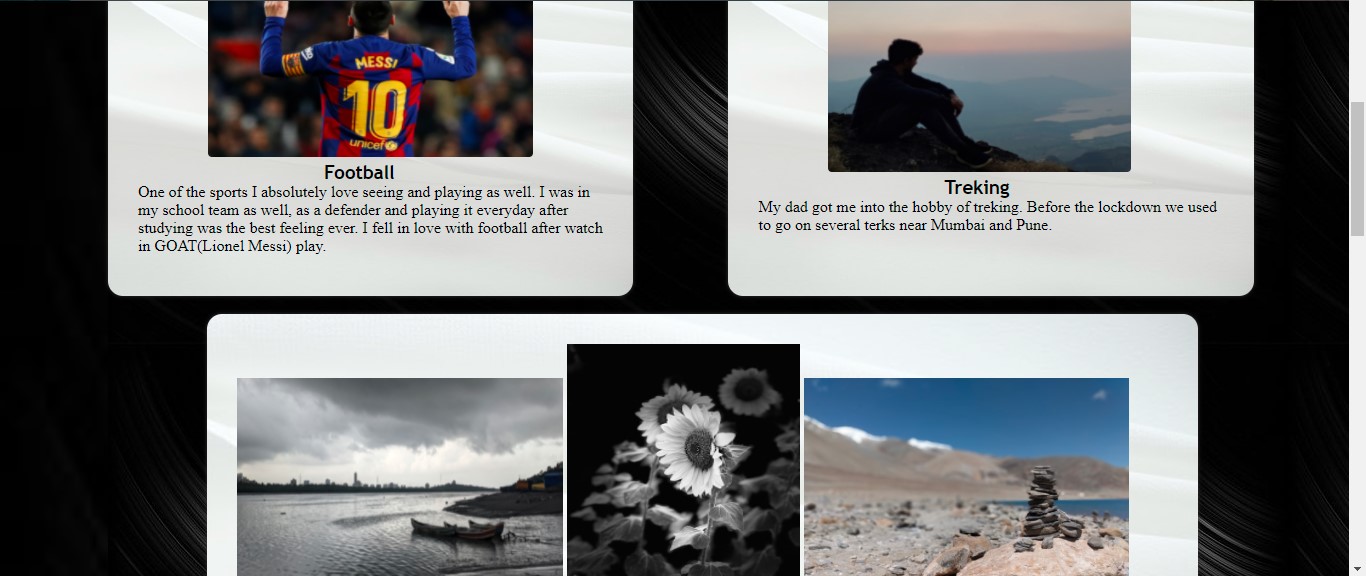 MESSI
10
unicef
Football
One of the sports I absolutely love seeing and playing as well. I was in
my school team as well, as a defender and playing it everyday after
studying was the best feeling ever. I fell in love with football after watch
in GOAT(Lionel Messi) play.
Treking
My dad got me into the hobby of treking. Before the lockdown we used
to go on several terks near Mumbai and Pune.